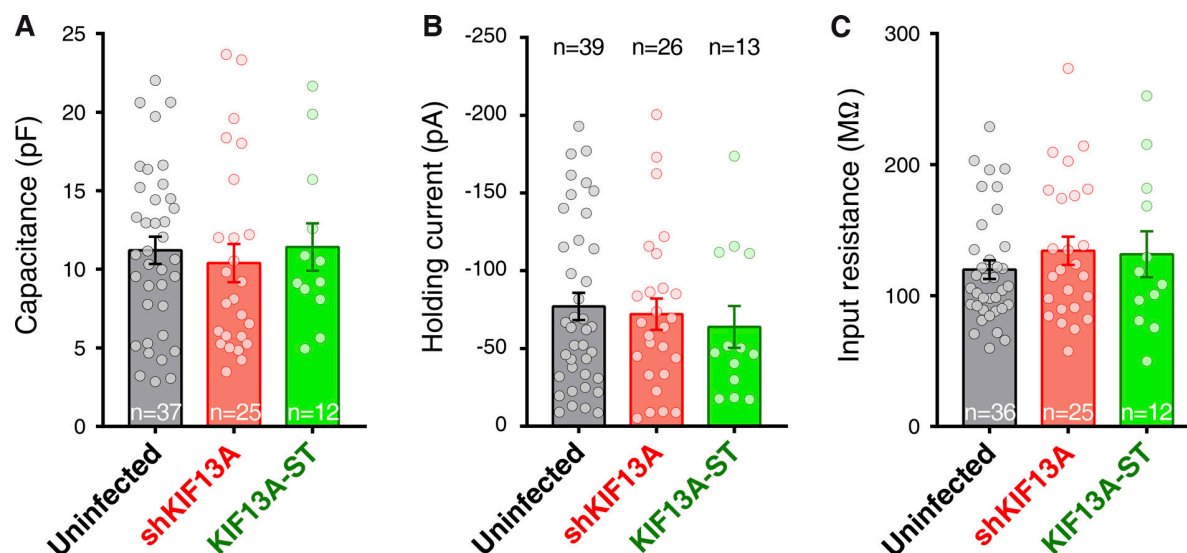 A
Capacitance (pF)
25
20
15
10
5
0
n=37
n=25
n=12
Uninfected
shKIF13A
KIF13A-ST
B
Holding current (pA)
-250
-200
-150
-100
-50
0
n=39
n=26
n=13
Uninfected
shKIF13A
KIF13A-ST
C
Input resistance (MΩ)
300
200
100
0
n=36
n=25
n=12
Uninfected
shKIF13A
KIF13A-ST